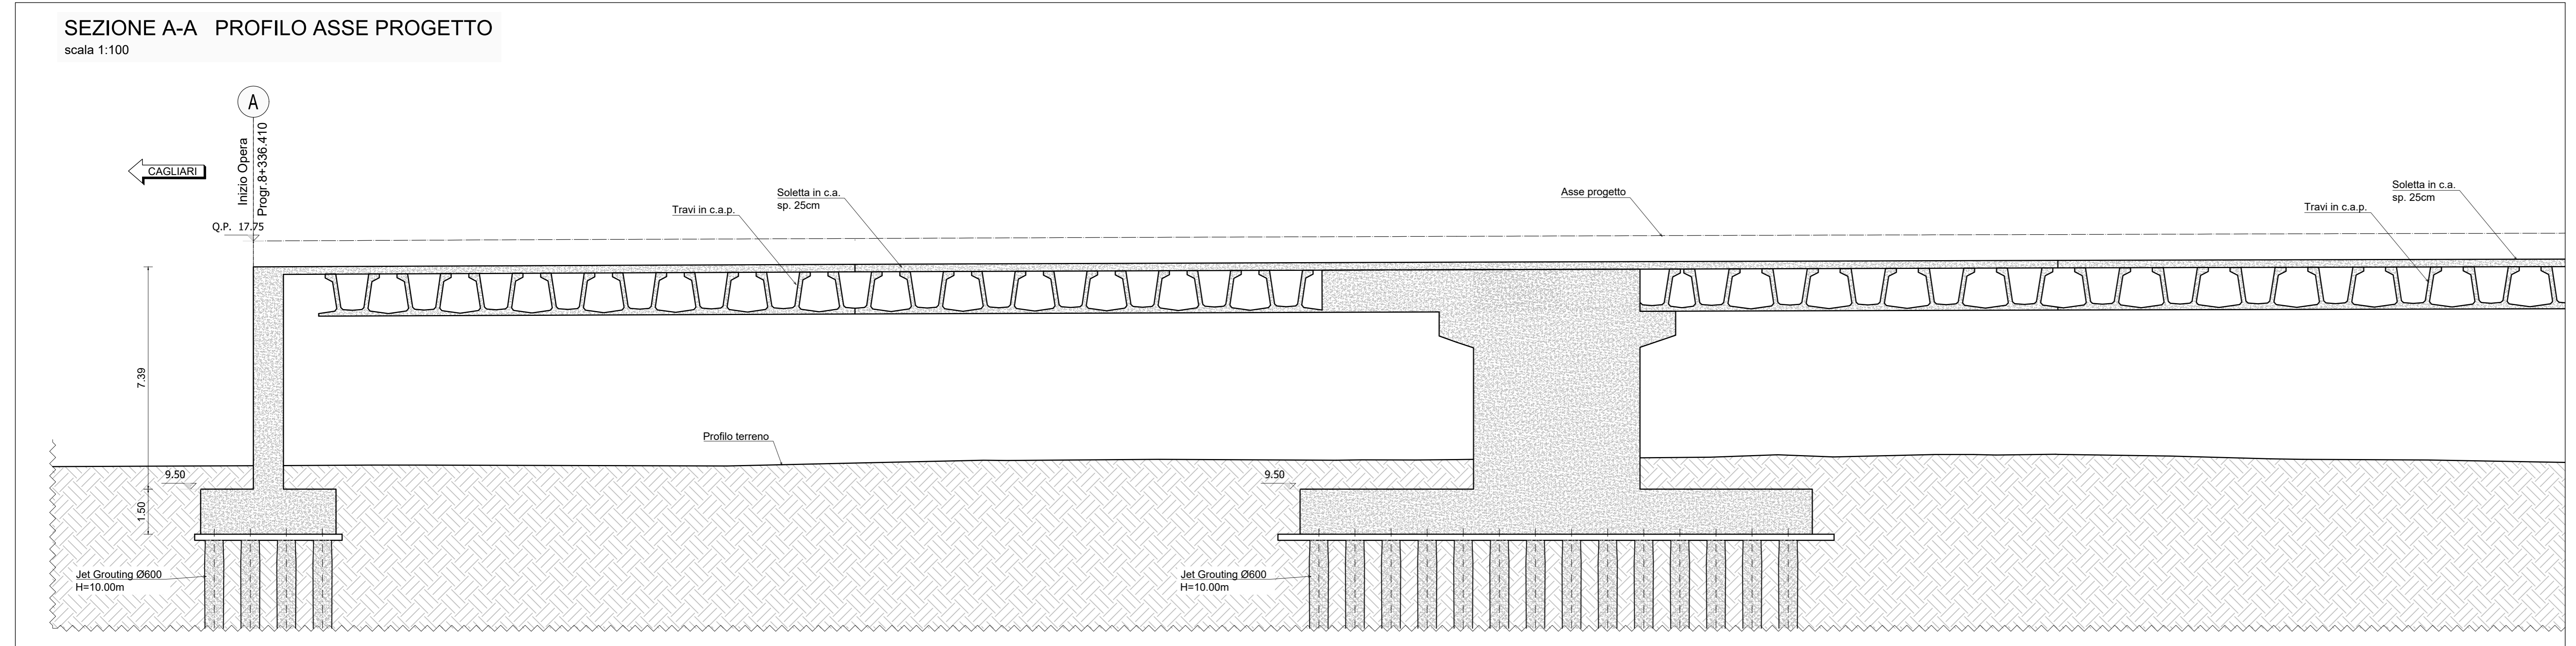 SEZIONE A-A PROFILO ASSE PROGETTO
scala 1:100
A
Inizio Opera
Progr.8+336.410
CAGLIARI
Q.P. 17.75
Travi in c.a.p.
Soletta in c.a.
sp. 25cm
Asse progetto
Travi in c.a.p.
Soletta in c.a.
sp. 25cm
7.39
Profilo terreno
9.50
9.50
1.50
Jet Grouting Ø600
H=10.00m
Jet Grouting Ø600
H=10.00m